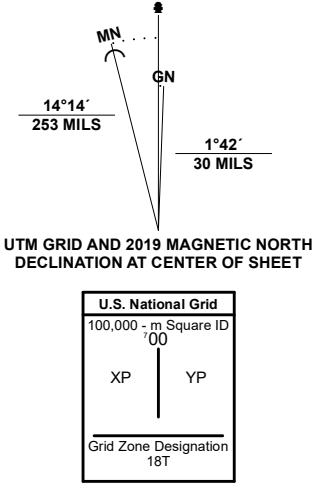 MN
GN
14°14´
253 MILS
1°42´
30 MILS
UTM GRID AND 2019 MAGNETIC NORTH
DECLINATION AT CENTER OF SHEET
U.S. National Grid
100,000 - m Square ID
⁷00
XP YP
Grid Zone Designation
18T